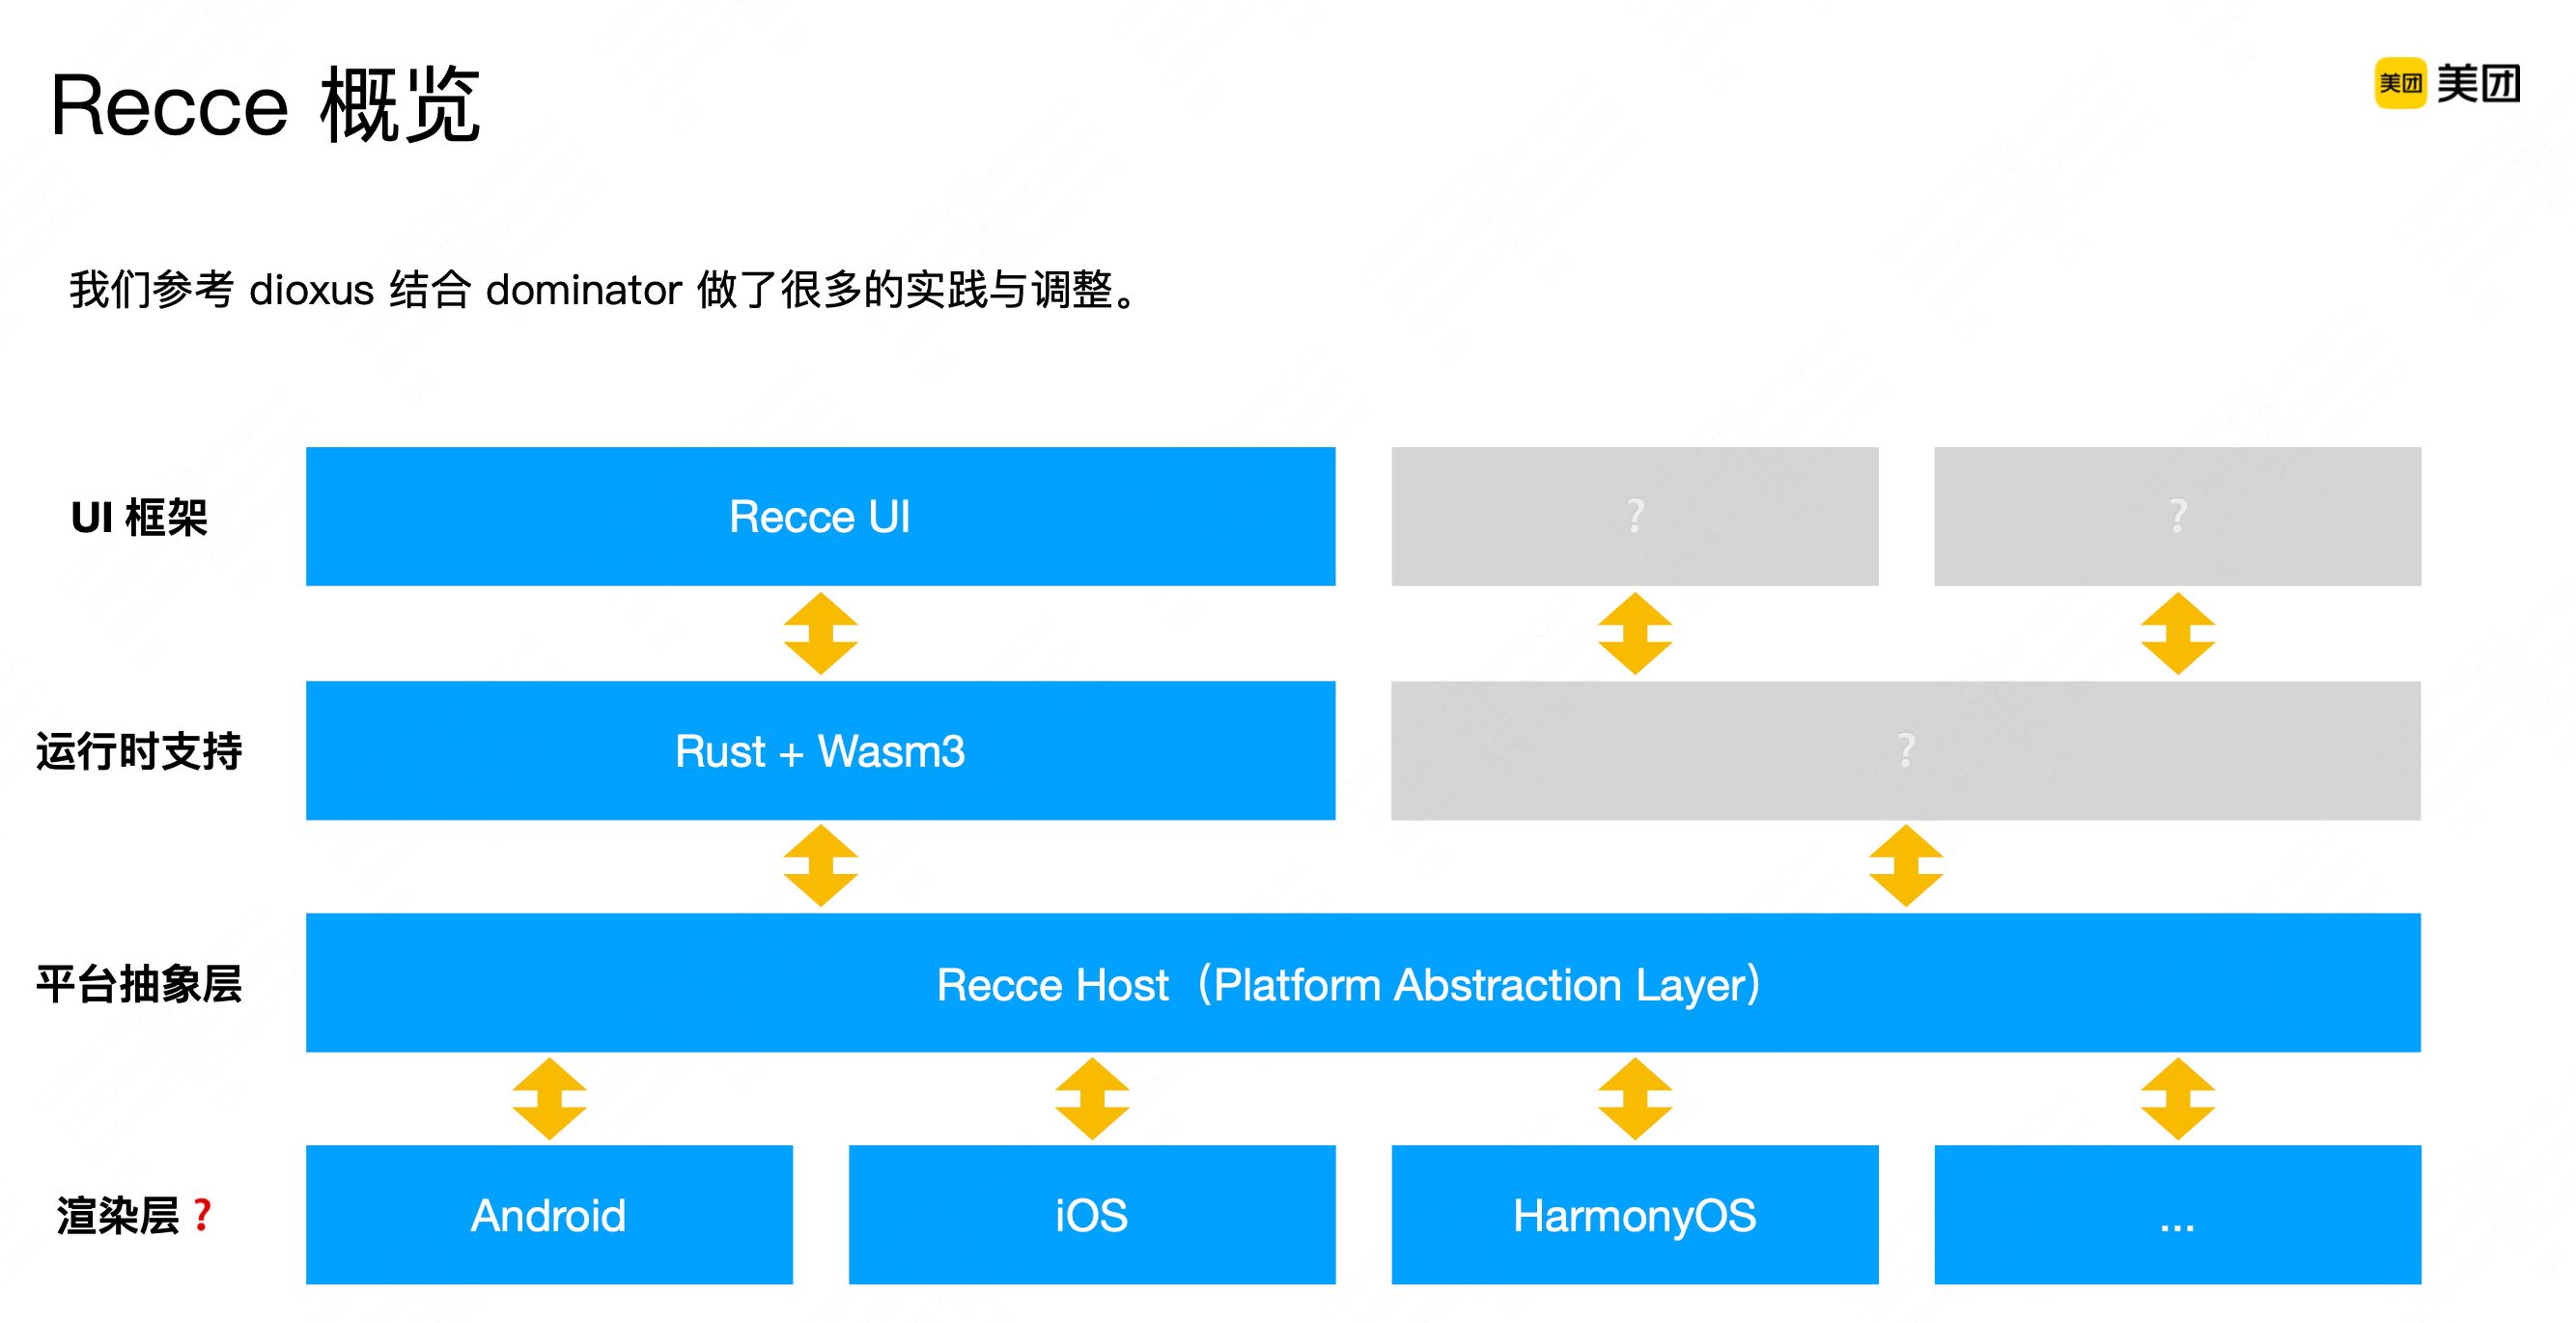 Recce 概览
美团 美团
我们参考 dioxus 结合 dominator 做了很多的实践与调整。
UI 框架
Recce UI
?
?
运行时支持
Rust + Wasm3
?
平台抽象层
Recce Host（Platform Abstraction Layer）
渲染层 ?
Android
iOS
HarmonyOS
...